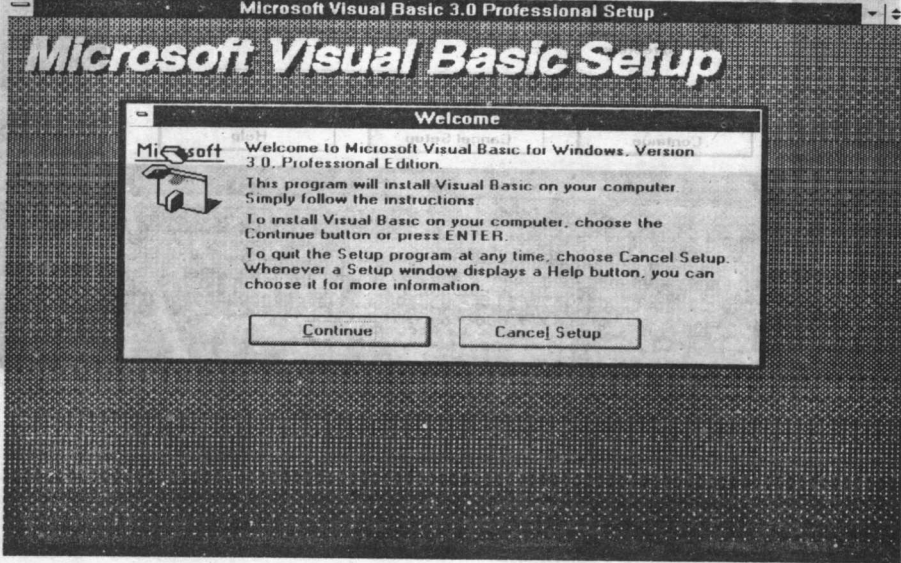 Microsoft Visual Basic 3.0 Professional Setup
Microsoft Visual Basic Setup
Welcome
Microsoft
Welcome to Microsoft Visual Basic for Windows, Version
3.0, Professional Edition.
This program will install Visual Basic on your computer.
Simply follow the instructions.
To install Visual Basic on your computer, choose the
Continue button or press ENTER.
To quit the Setup program at any time, choose Cancel Setup.
Whenever a Setup window displays a Help button, you can
choose it for more information.
Continue
Cancel Setup